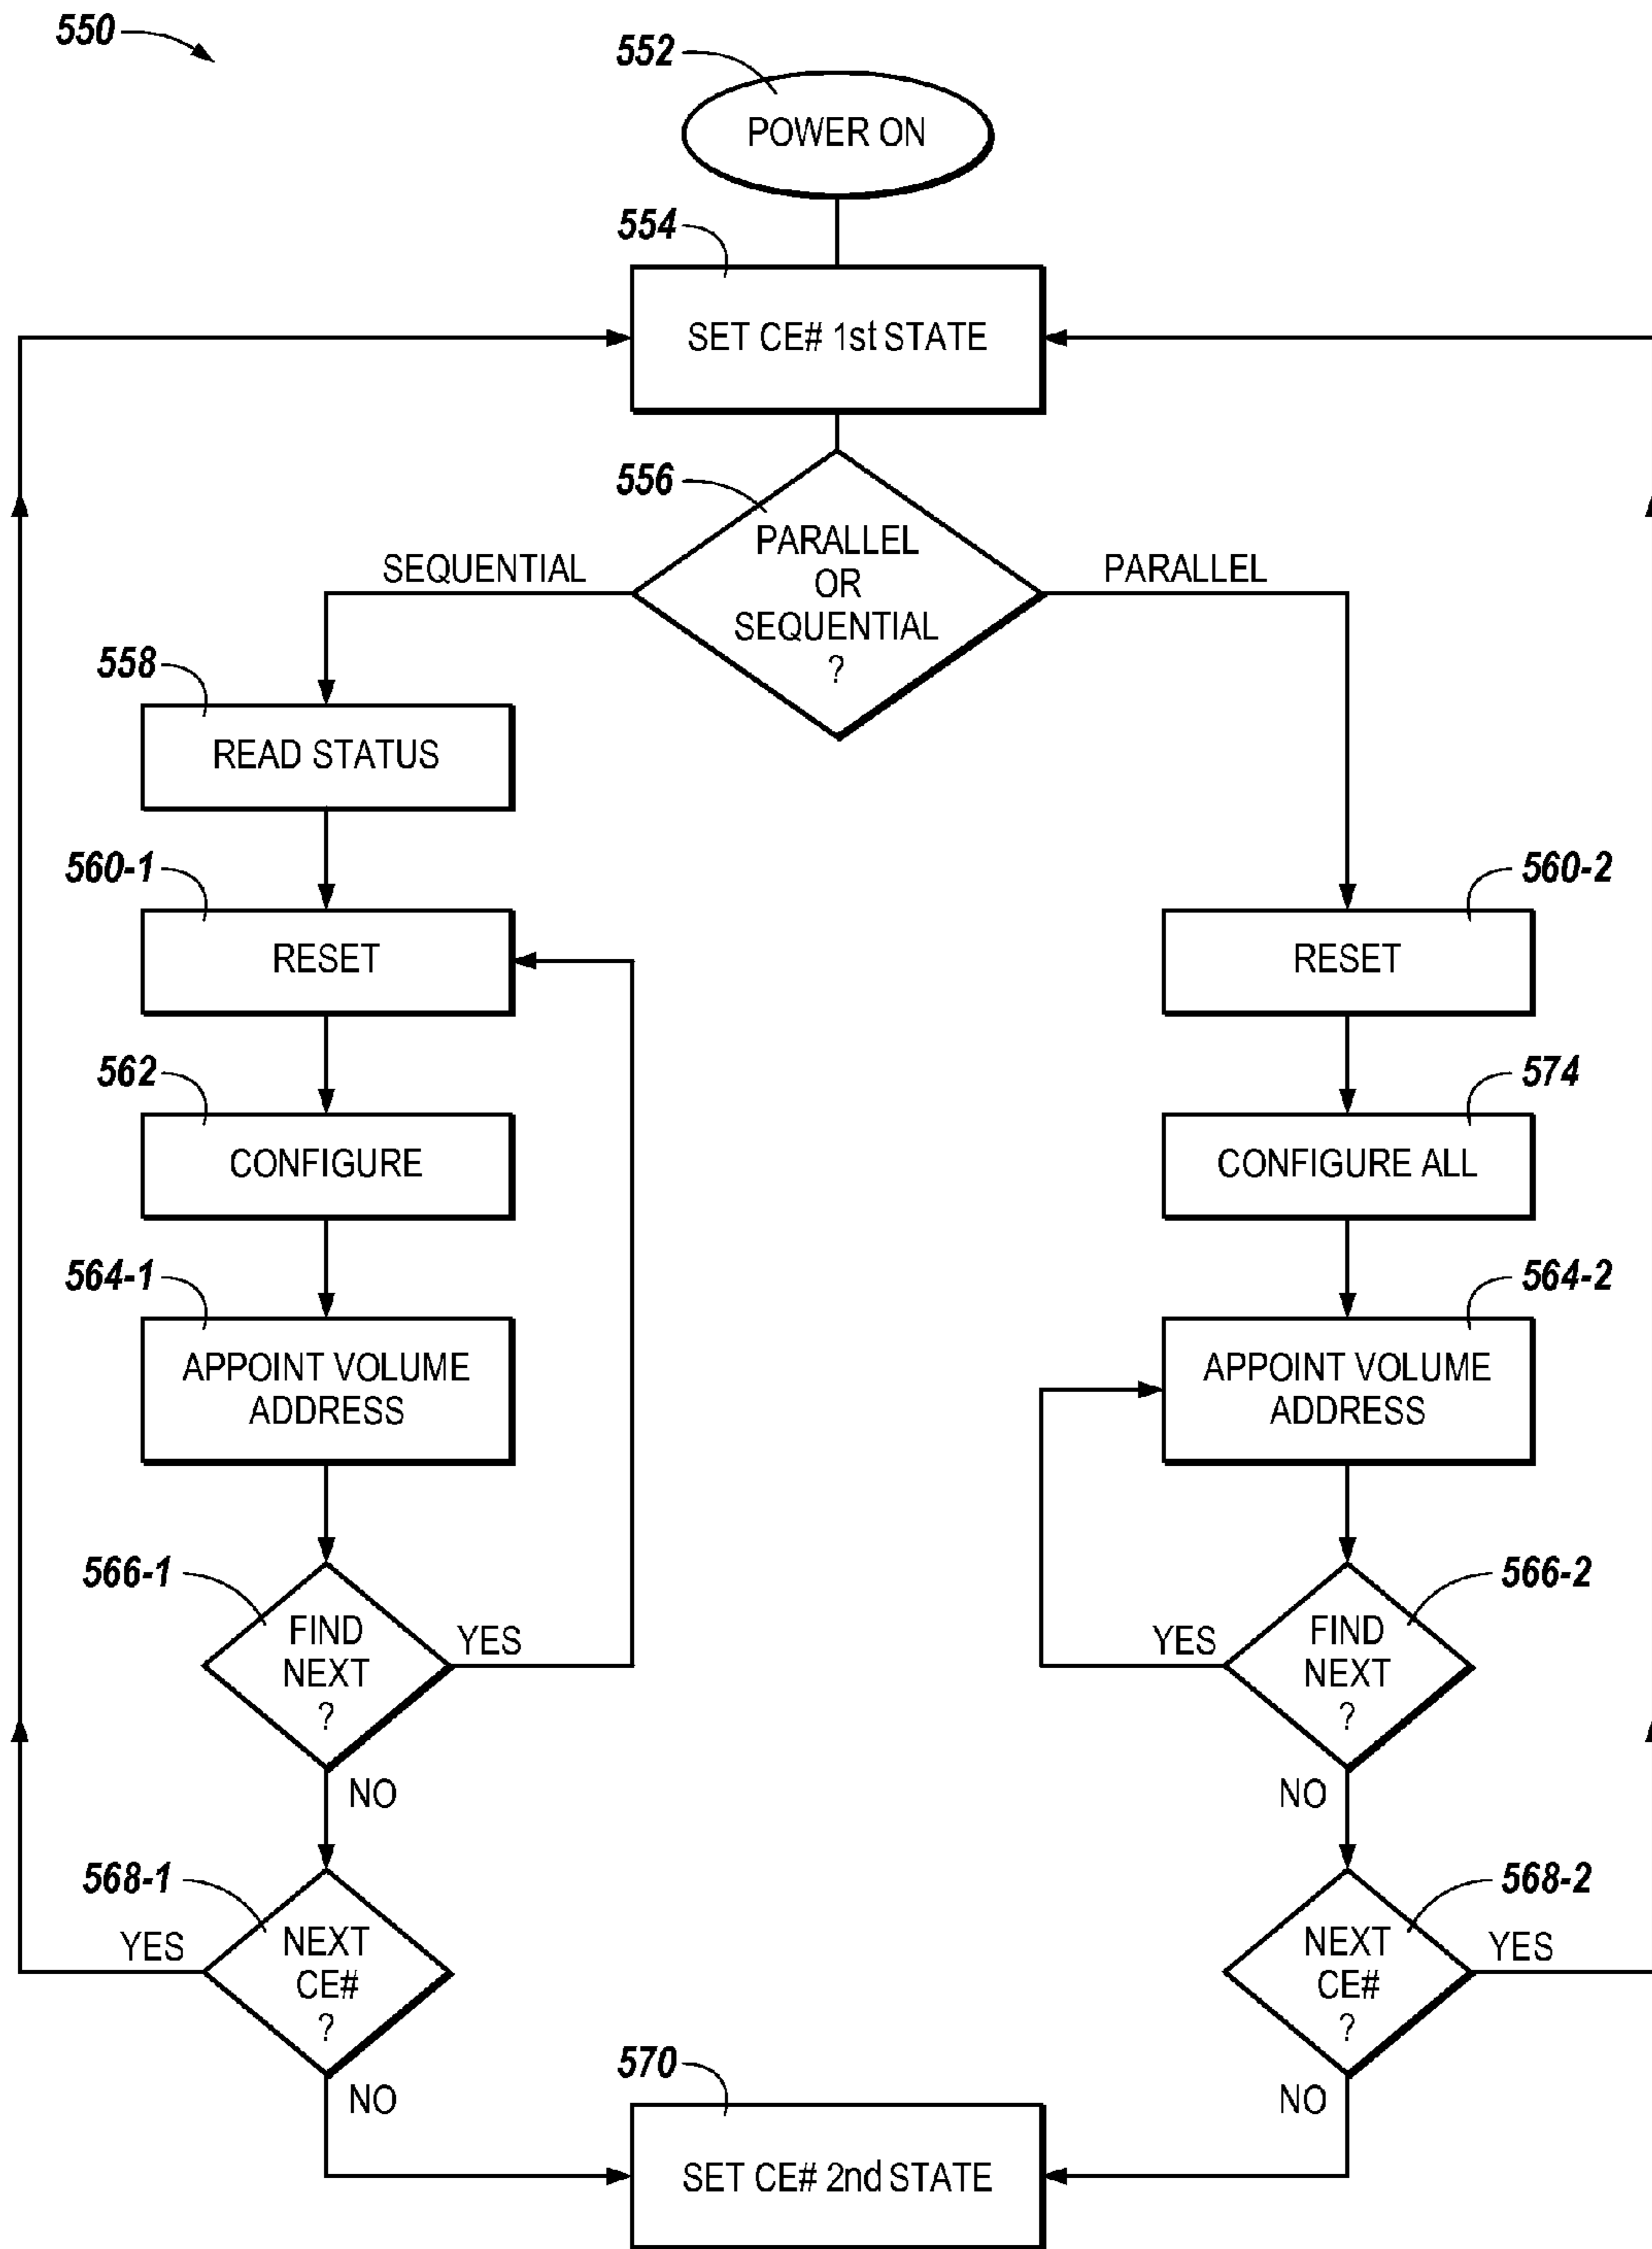 550
552
POWER ON
554
SET CE# 1st STATE
556
PARALLEL
OR
SEQUENTIAL
?
SEQUENTIAL
PARALLEL
558
READ STATUS
560-1
RESET
560-2
RESET
562
CONFIGURE
574
CONFIGURE ALL
564-1
APPOINT VOLUME
ADDRESS
564-2
APPOINT VOLUME
ADDRESS
566-1
FIND
NEXT
?
YES
NO
566-2
FIND
NEXT
?
YES
NO
568-1
NEXT
CE#
?
YES
NO
568-2
NEXT
CE#
?
YES
NO
570
SET CE# 2nd STATE